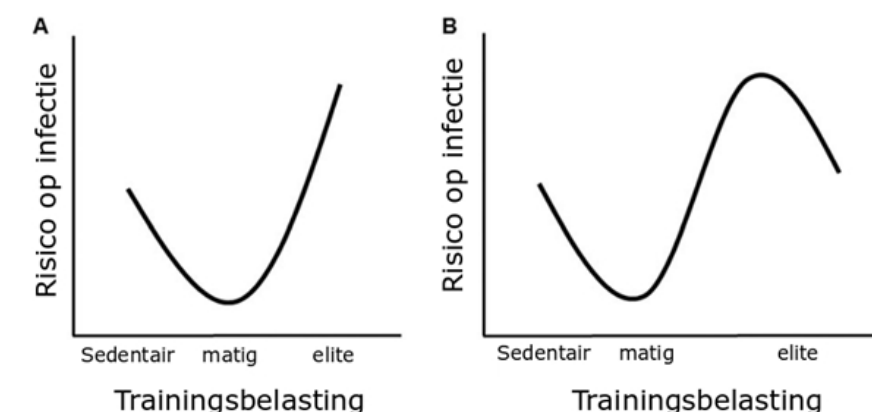 A
Risico op infectie
Sedentair matig elite
Trainingsbelasting
B
Risico op infectie
Sedentair matig elite
Trainingsbelasting